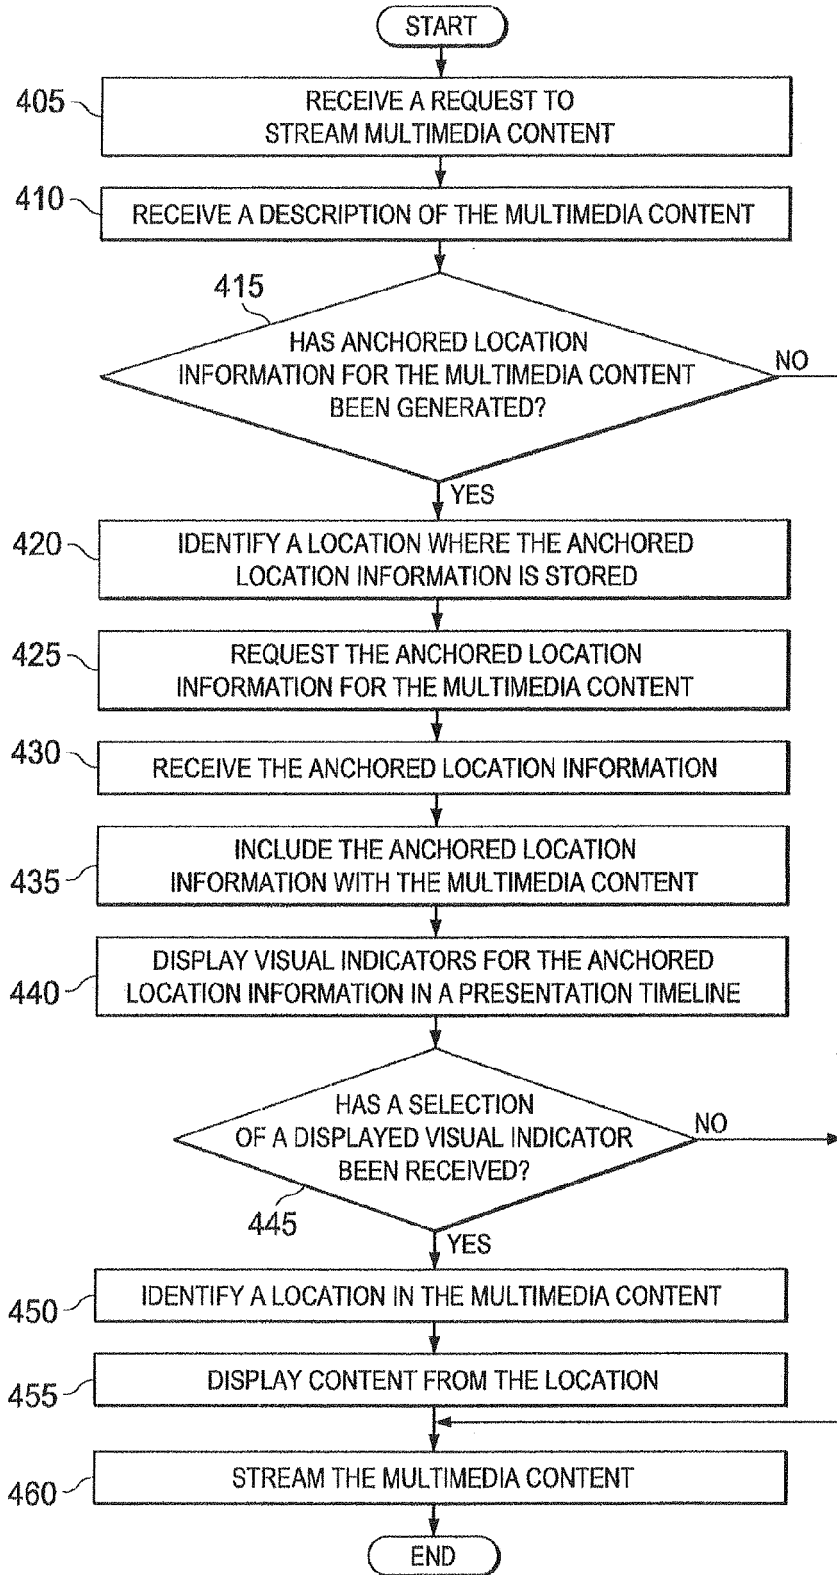 START
405
RECEIVE A REQUEST TO
STREAM MULTIMEDIA CONTENT
410
RECEIVE A DESCRIPTION OF THE MULTIMEDIA CONTENT
415
HAS ANCHORED LOCATION
INFORMATION FOR THE MULTIMEDIA CONTENT
BEEN GENERATED?
NO
YES
420
IDENTIFY A LOCATION WHERE THE ANCHORED
LOCATION INFORMATION IS STORED
425
REQUEST THE ANCHORED LOCATION
INFORMATION FOR THE MULTIMEDIA CONTENT
430
RECEIVE THE ANCHORED LOCATION INFORMATION
435
INCLUDE THE ANCHORED LOCATION
INFORMATION WITH THE MULTIMEDIA CONTENT
440
DISPLAY VISUAL INDICATORS FOR THE ANCHORED
LOCATION INFORMATION IN A PRESENTATION TIMELINE
HAS A SELECTION
OF A DISPLAYED VISUAL INDICATOR
BEEN RECEIVED?
NO
445
YES
450
IDENTIFY A LOCATION IN THE MULTIMEDIA CONTENT
455
DISPLAY CONTENT FROM THE LOCATION
460
STREAM THE MULTIMEDIA CONTENT
END